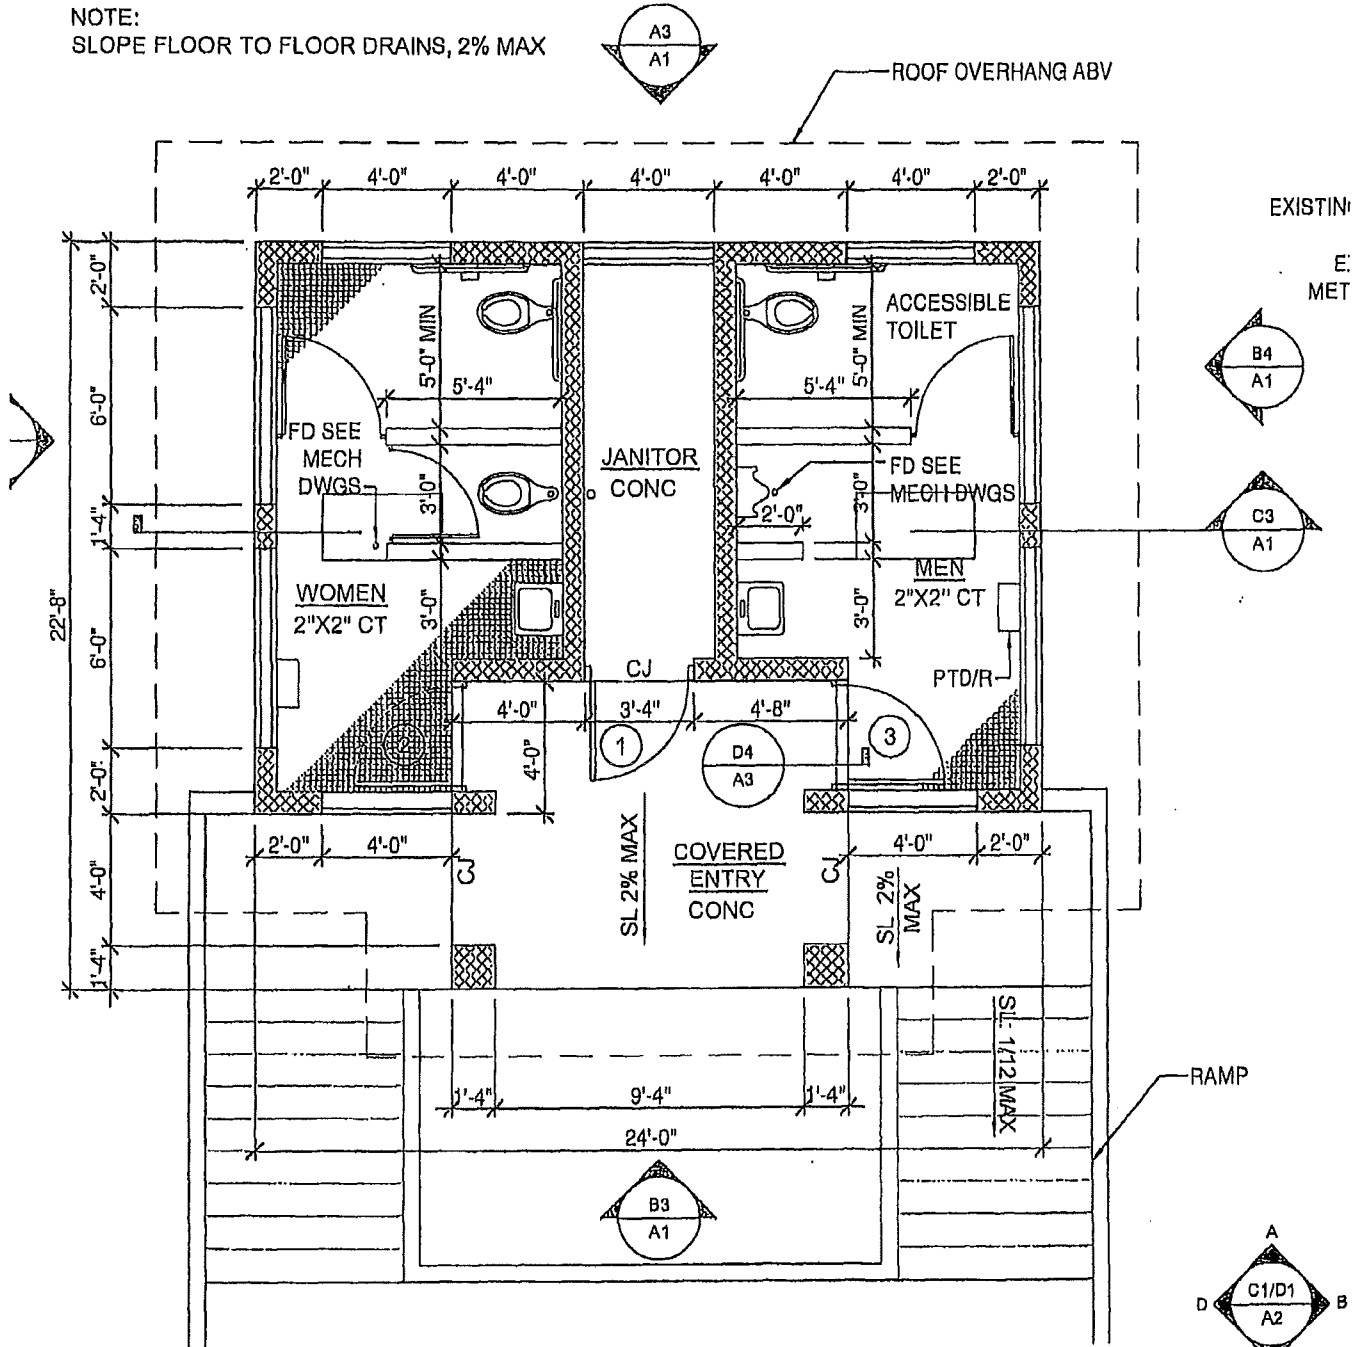 NOTE:
SLOPE FLOOR TO FLOOR DRAINS, 2% MAX
A3
A1
ROOF OVERHANG ABV
2'-0"
4'-0"
4'-0"
4'-0"
4'-0"
4'-0"
2'-0"
EXISTIN
E
MET
ACCESSIBLE
TOILET
B4
A1
2'-0"
6'-0"
1'-4"
6'-0"
2'-0"
4'-0"
1'-4"
22'-8"
5'-0" MIN
5'-0" MIN
5'-4"
5'-4"
FD SEE
MECH
DWGS
JANITOR
CONC
FD SEE
MECH DWGS
3'-0"
3'-0"
2'-0"
C3
A1
WOMEN
2"X2" CT
3'-0"
MEN
2"X2" CT
3'-0"
PTD/R
CJ
4'-0"
3'-4"
4'-8"
2
1
3
4'-0"
D4
A3
2'-0"
4'-0"
4'-0"
2'-0"
CJ
CJ
SL 2% MAX
COVERED
ENTRY
CONC
SL 2%
MAX
SL: 1/12 MAX
RAMP
1'-4"
9'-4"
1'-4"
24'-0"
B3
A1
A
D
C1/D1
A2
B